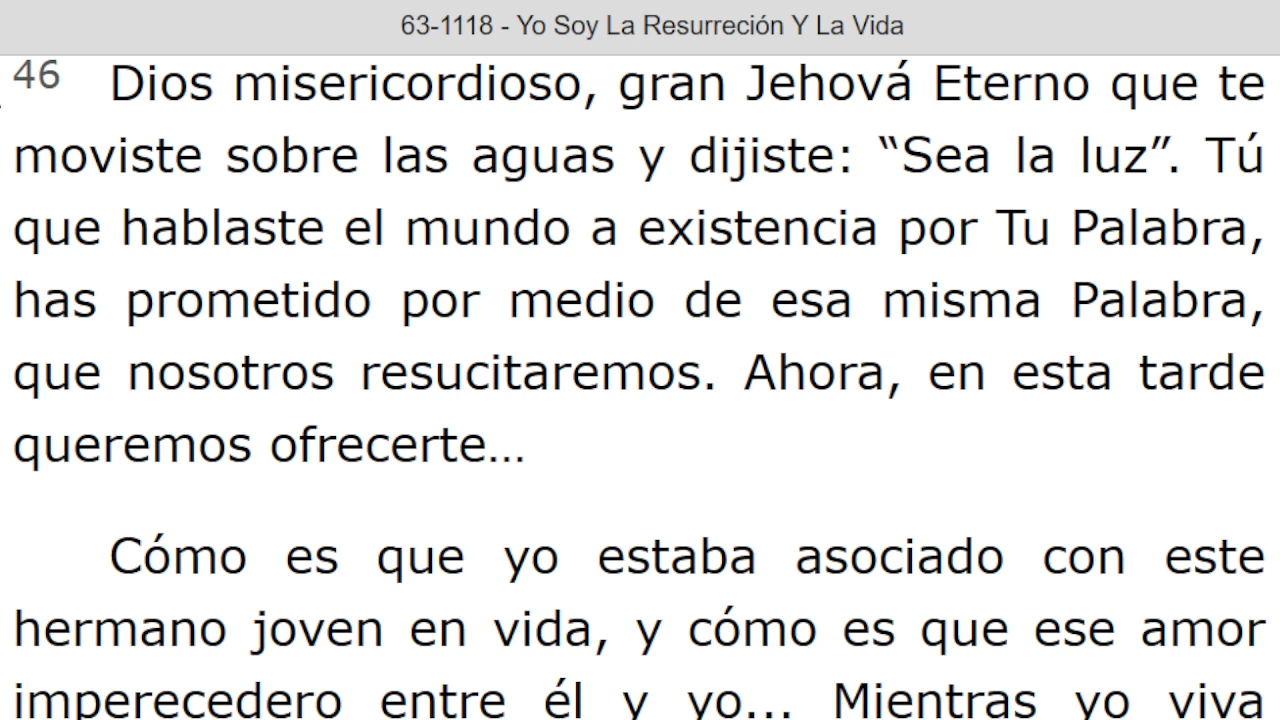 63-1118 - Yo Soy La Resurreción Y La Vida
46 Dios misericordioso, gran Jehová Eterno que te
moviste sobre las aguas y dijiste: “Sea la luz”. Tú
que hablaste el mundo a existencia por Tu Palabra,
has prometido por medio de esa misma Palabra,
que nosotros resucitaremos. Ahora, en esta tarde
queremos ofrecerte…
Cómo es que yo estaba asociado con este
hermano joven en vida, y cómo es que ese amor
imperecedero entre él y yo... Mientras yo viva